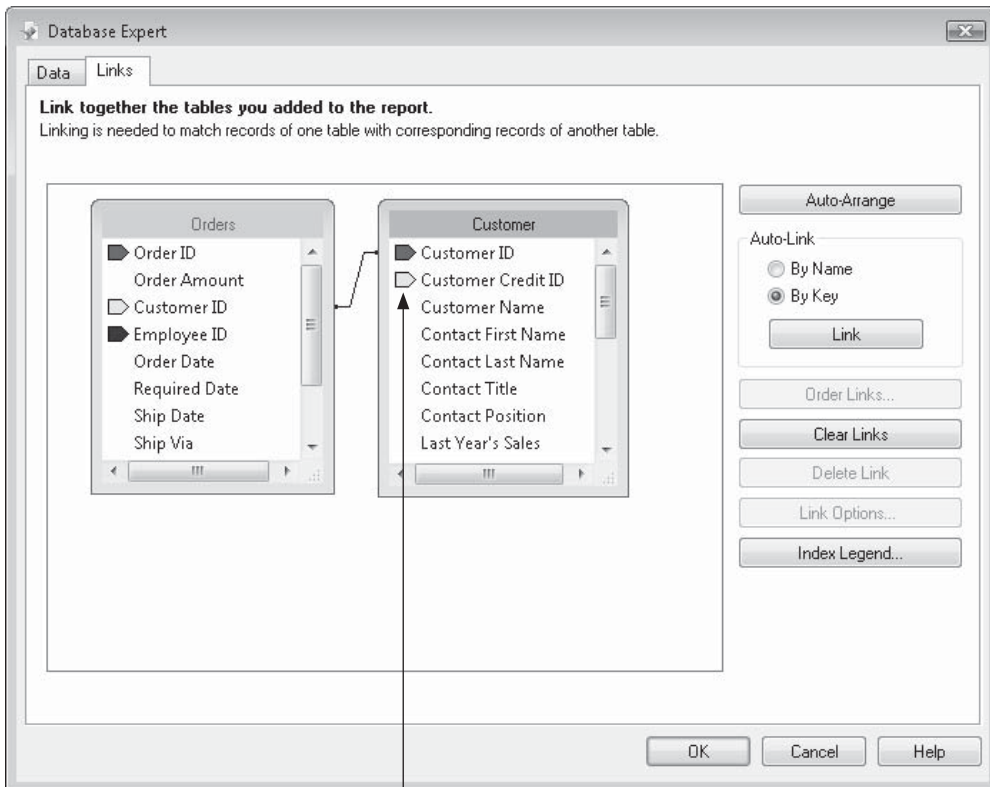 Database Expert
Data
Links
Link together the tables you added to the report.
Linking is needed to match records of one table with corresponding records of another table.
Orders
Order ID
Order Amount
Customer ID
Employee ID
Order Date
Required Date
Ship Date
Ship Via
Customer
Customer ID
Customer Credit ID
Customer Name
Contact First Name
Contact Last Name
Contact Title
Contact Position
Last Year's Sales
Auto-Arrange
Auto-Link
By Name
By Key
Link
Order Links...
Clear Links
Delete Link
Link Options...
Index Legend...
OK
Cancel
Help